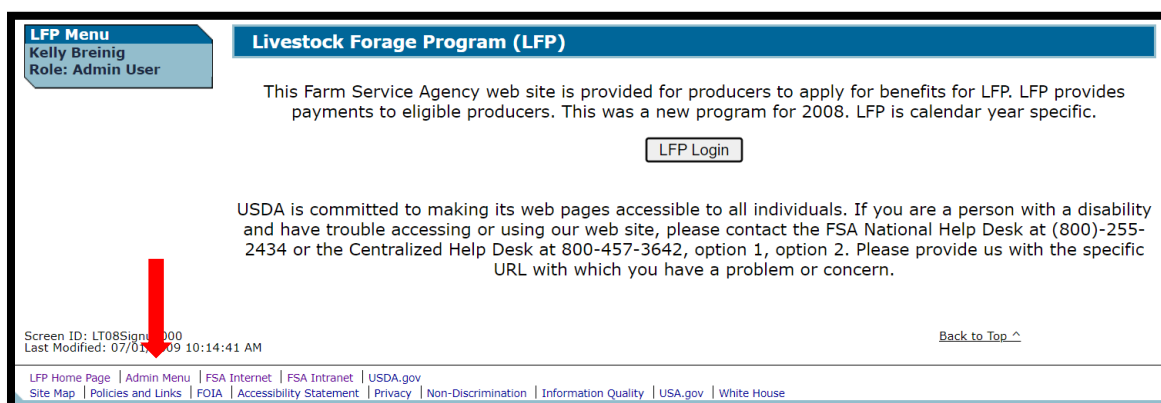 LFP Menu
Kelly Breinig
Role: Admin User
Livestock Forage Program (LFP)
This Farm Service Agency web site is provided for producers to apply for benefits for LFP. LFP provides
payments to eligible producers. This was a new program for 2008. LFP is calendar year specific.
LFP Login
USDA is committed to making its web pages accessible to all individuals. If you are a person with a disability
and have trouble accessing or using our web site, please contact the FSA National Help Desk at (800)-255-
2434 or the Centralized Help Desk at 800-457-3642, option 1, option 2. Please provide us with the specific
URL with which you have a problem or concern.
Screen ID:
Back to Top ^
Last Modified: 10:14:41 AM
LFP Home Page | Admin Menu | FSA Internet | FSA Intranet | USDA.gov
Site Map | Policies and Links | FOIA | Accessibility Statement | Privacy | Non-Discrimination | Information Quality | USA.gov | White House